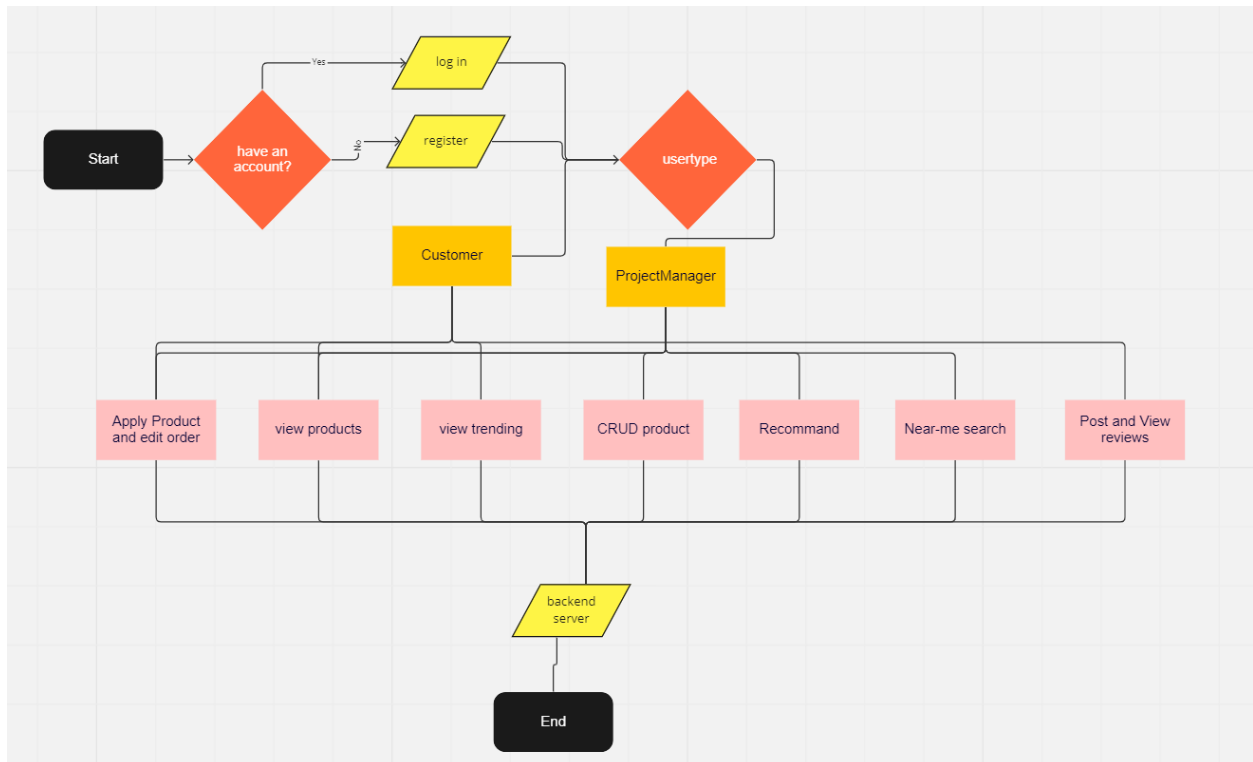 Yes
log in
No
register
Start
have an
account?
usertype
Customer
ProjectManager
Apply Product
and edit order
view products
view trending
CRUD product
Recommand
Near-me search
Post and View
reviews
backend
server
End